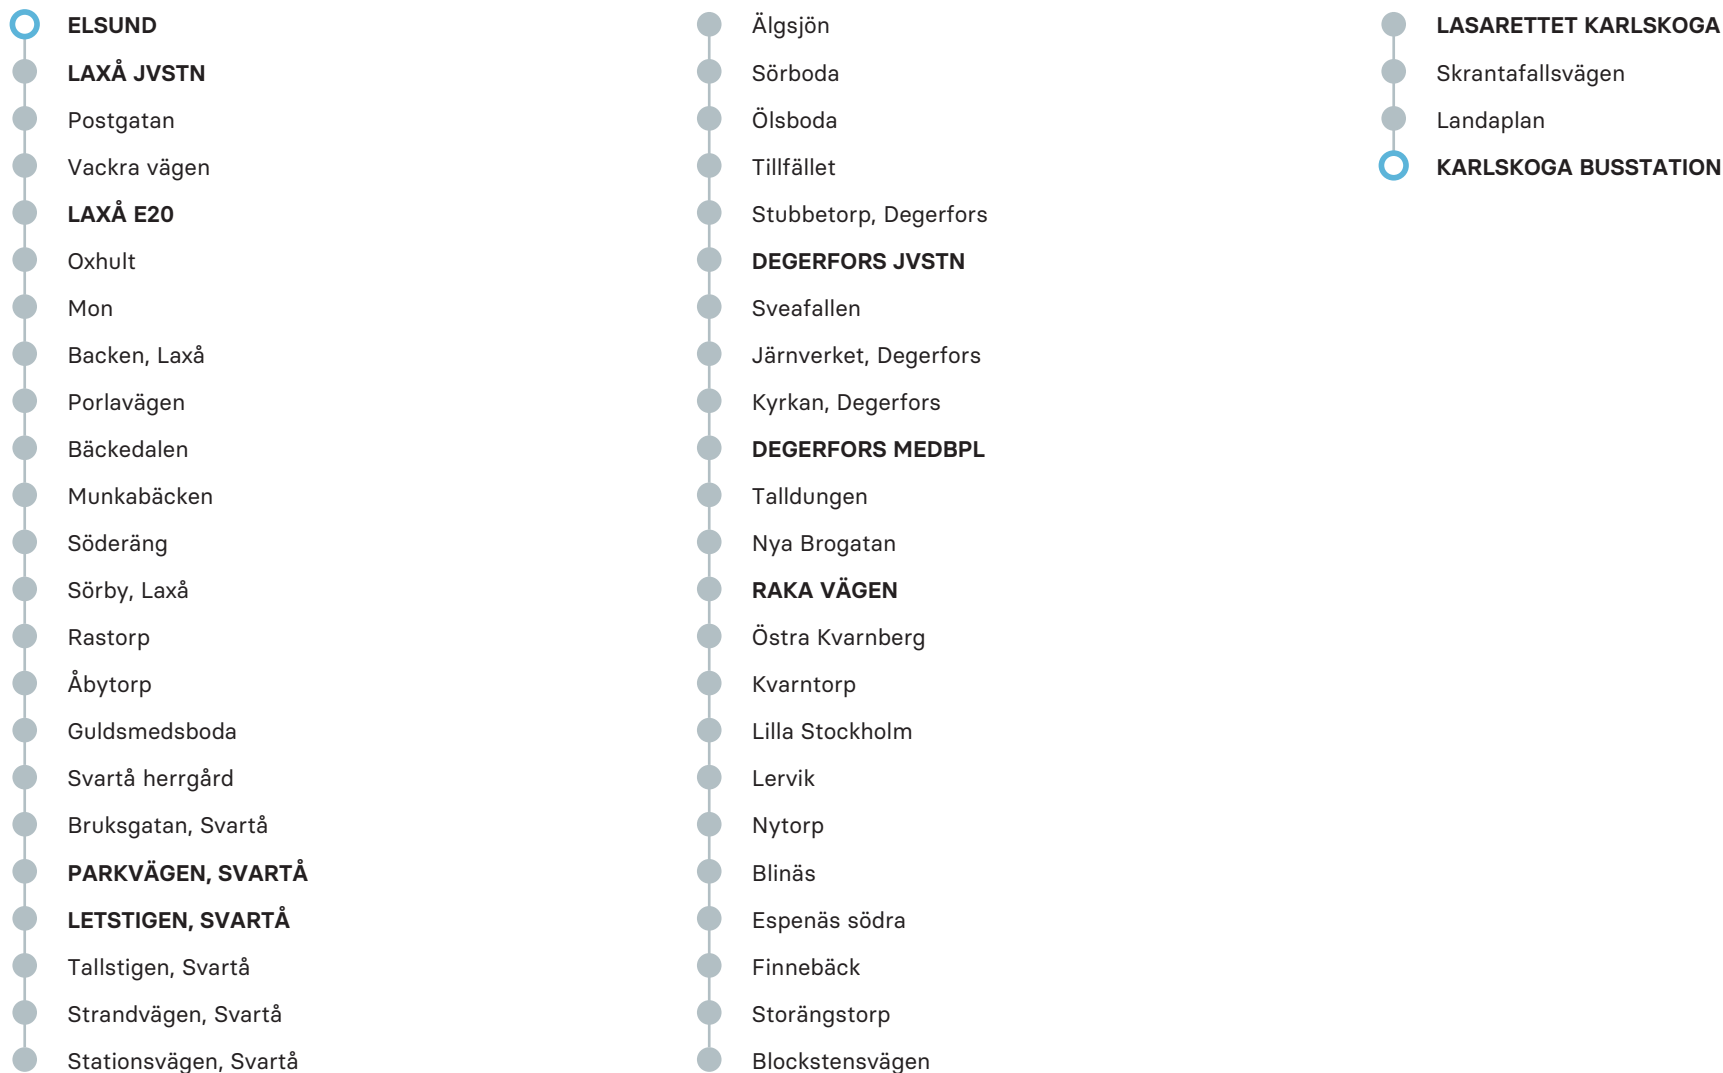 ELSUND
LAXÅ JVSTN
Postgatan
Vackra vägen
LAXÅ E20
Oxhult
Mon
Backen, Laxå
Porlavägen
Bäckedalen
Munkabäcken
Söderäng
Sörby, Laxå
Rastorp
Åbytorp
Guldsmedsboda
Svartå herrgård
Bruksgatan, Svartå
PARKVÄGEN, SVARTÅ
LETSTIGEN, SVARTÅ
Tallstigen, Svartå
Strandvägen, Svartå
Stationsvägen, Svartå
Älgsjön
Sörboda
Ölsboda
Tillfället
Stubbetorp, Degerfors
DEGERFORS JVSTN
Sveafallen
Järnverket, Degerfors
Kyrkan, Degerfors
DEGERFORS MEDBPL
Talldungen
Nya Brogatan
RAKA VÄGEN
Östra Kvarnberg
Kvarntorp
Lilla Stockholm
Lervik
Nytorp
Blinäs
Espenäs södra
Finnebäck
Storängstorp
Blockstensvägen
LASARETTET KARLSKOGA
Skrantafallsvägen
Landaplan
KARLSKOGA BUSSTATION